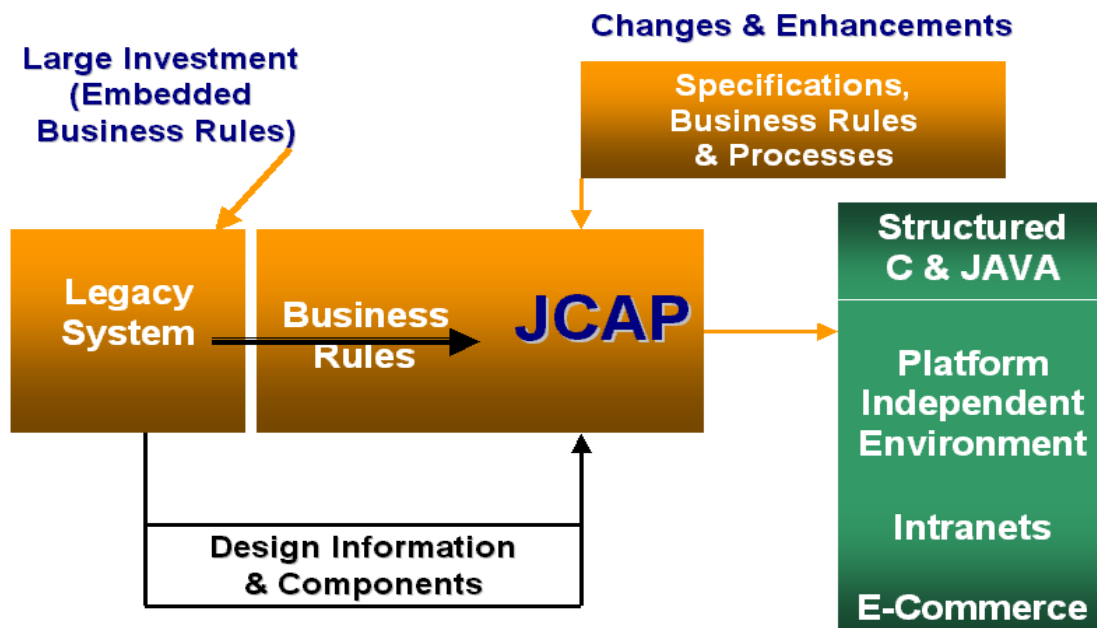 Changes & Enhancements
Large Investment
(Embedded
Business Rules)
Specifications,
Business Rules
& Processes
Legacy
System
Business
Rules
JCAP
Structured
C & JAVA
Platform
Independent
Environment
Intranets
E-Commerce
Design Information
& Components